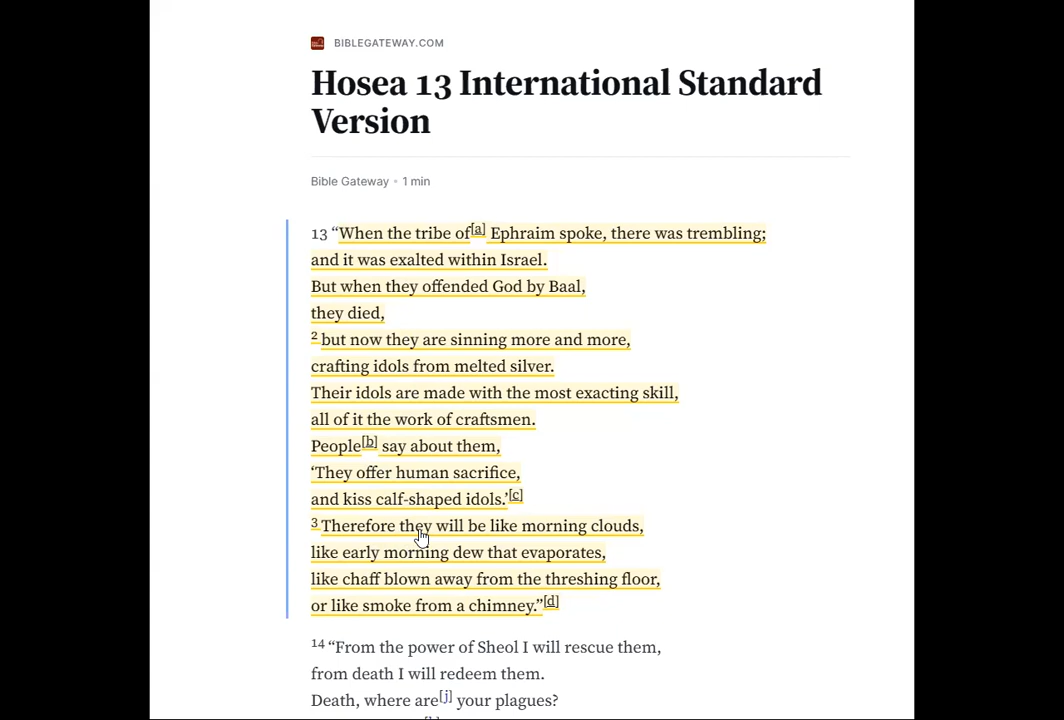 BIBLEGATEWAY.COM
Hosea 13 International Standard
Version
Bible Gateway • 1 min
13 “When the tribe of[a] Ephraim spoke, there was trembling;
and it was exalted within Israel.
But when they offended God by Baal,
they died,
2 but now they are sinning more and more,
crafting idols from melted silver.
Their idols are made with the most exacting skill,
all of it the work of craftsmen.
People[b] say about them,
‘They offer human sacrifice,
and kiss calf-shaped idols.’[c]
3 Therefore they will be like morning clouds,
like early morning dew that evaporates,
like chaff blown away from the threshing floor,
or like smoke from a chimney.”[d]
14 “From the power of Sheol I will rescue them,
from death I will redeem them.
Death, where are[j] your plagues?